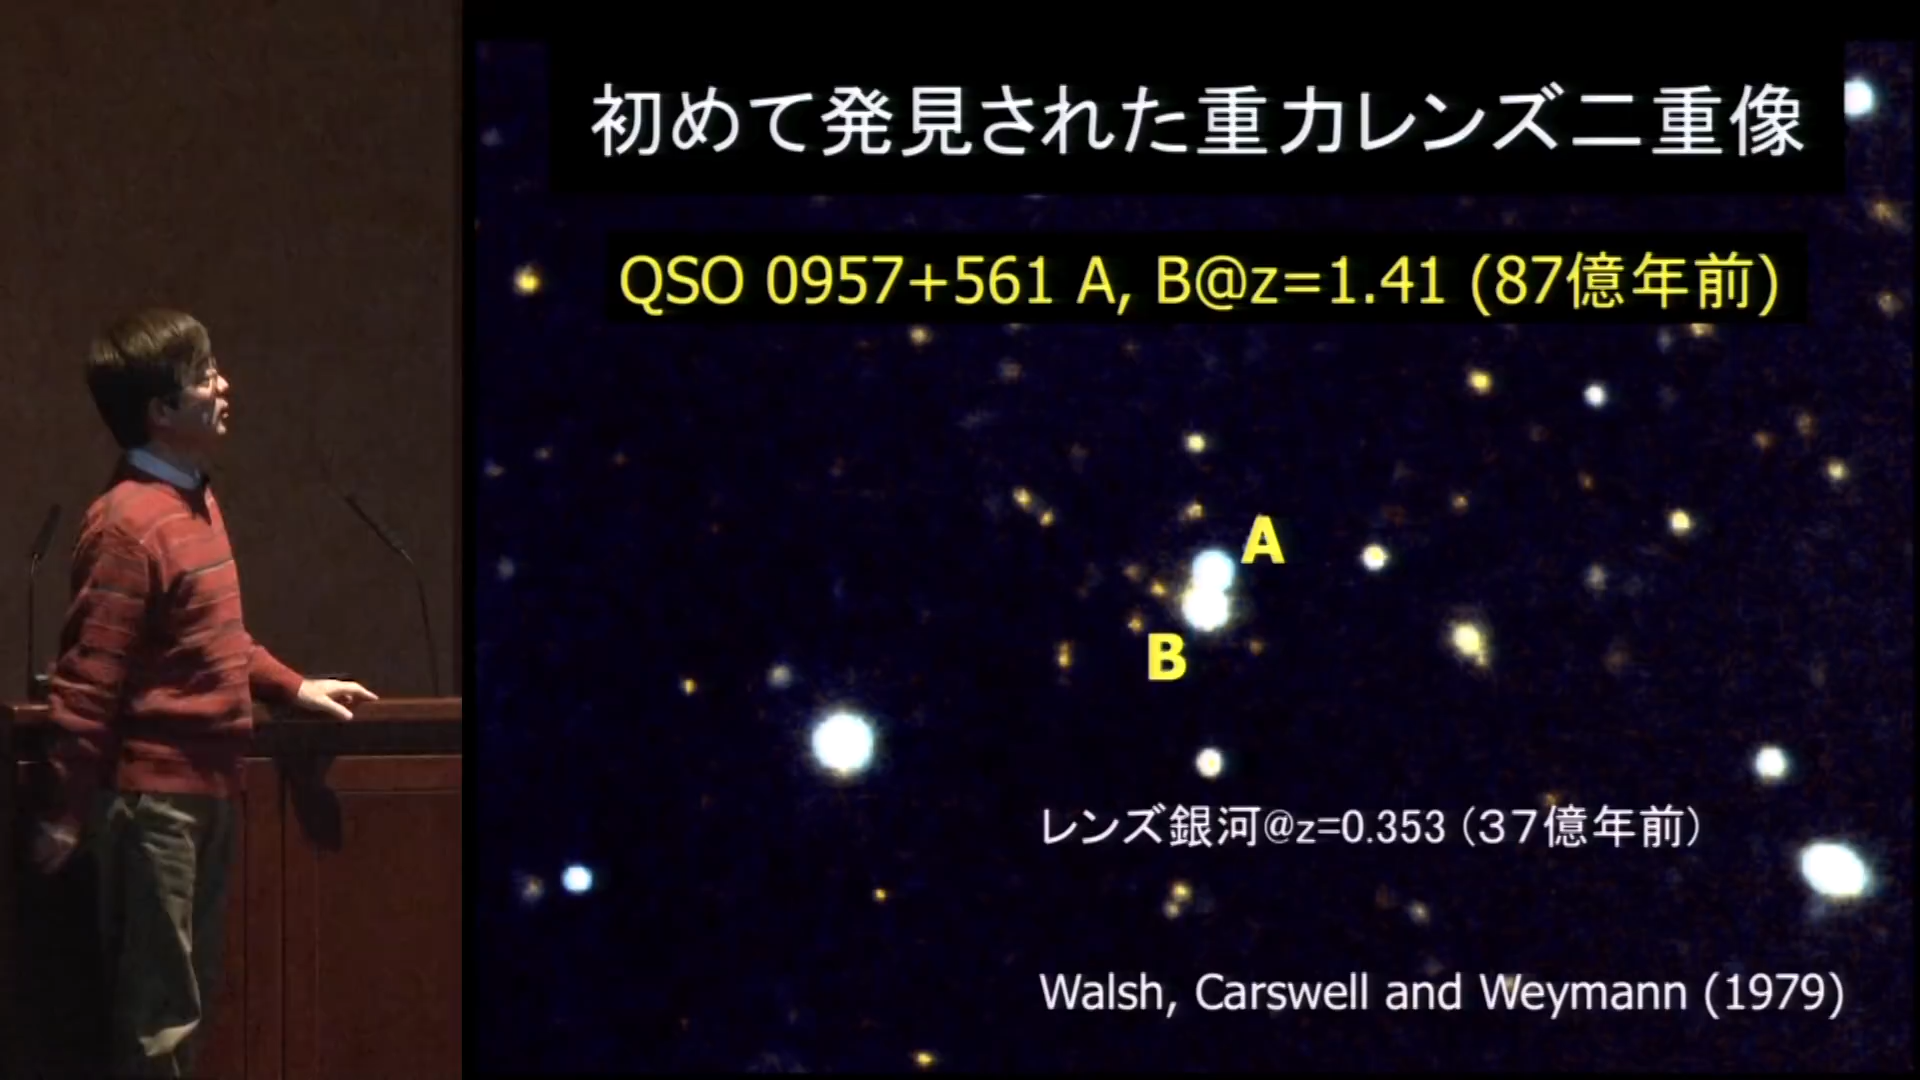 初めて発見された重力レンズ二重像
QSO 0957+561 A, B@z=1.41 (87億年前)
A
B
レンズ銀河@z=0.353 (３７億年前)
Walsh, Carswell and Weymann (1979)